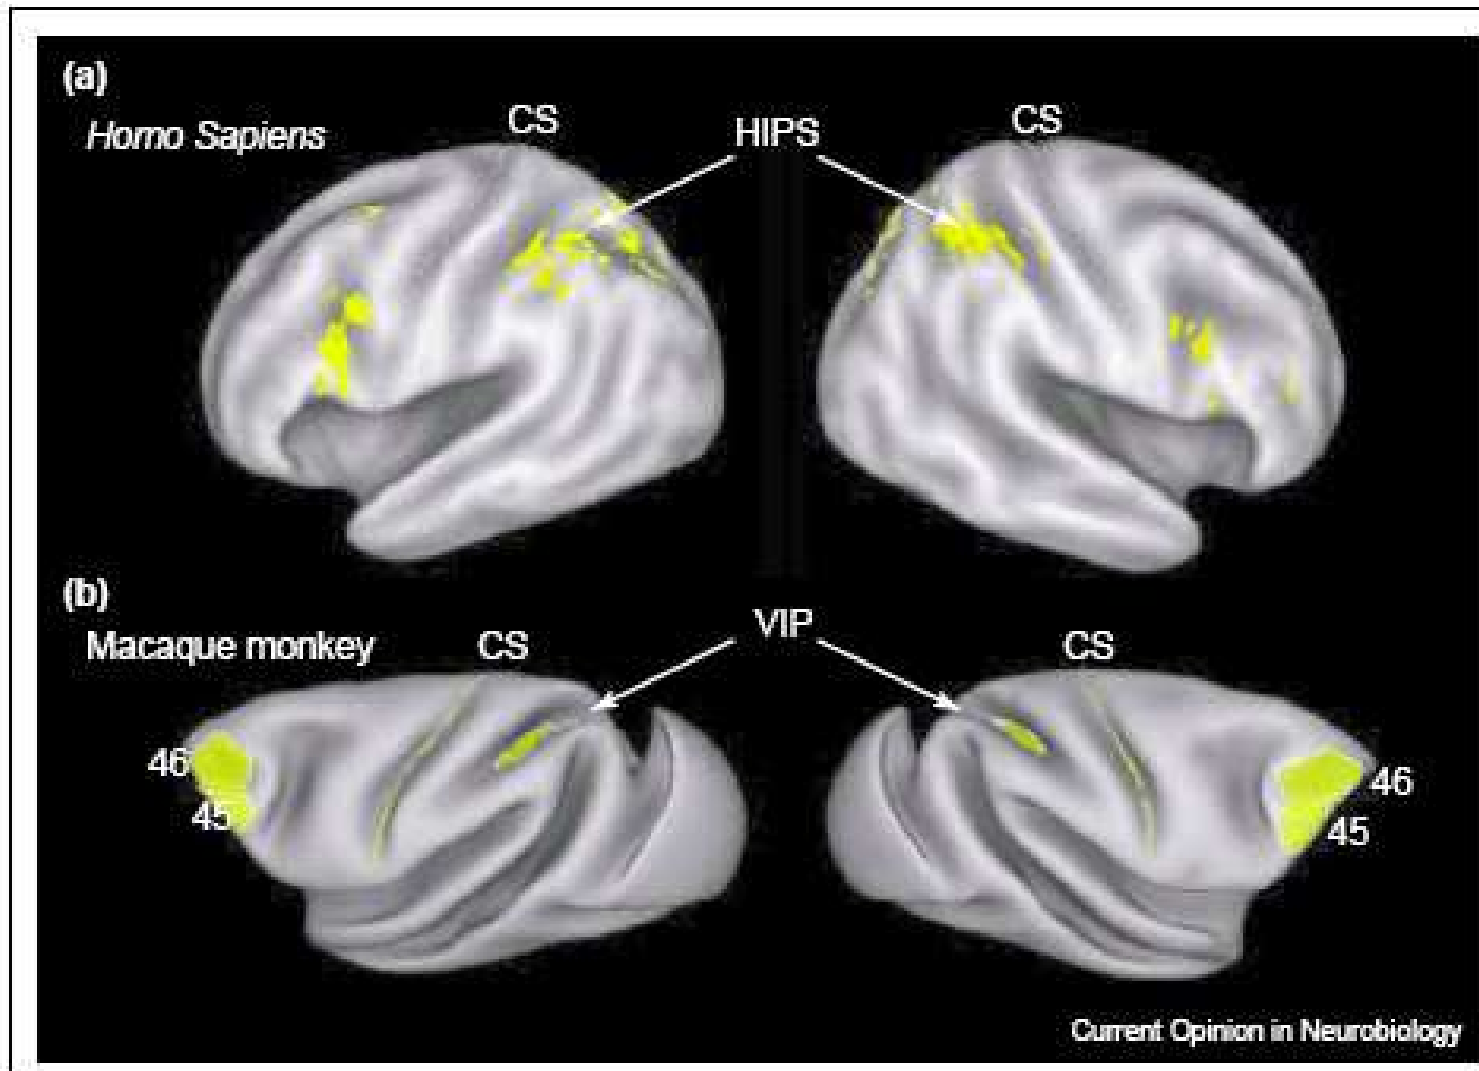 (a)
Homo Sapiens
CS
HIPS
CS
(b)
Macaque monkey
CS
VIP
CS
46
45
46
45
Current Opinion in Neurobiology